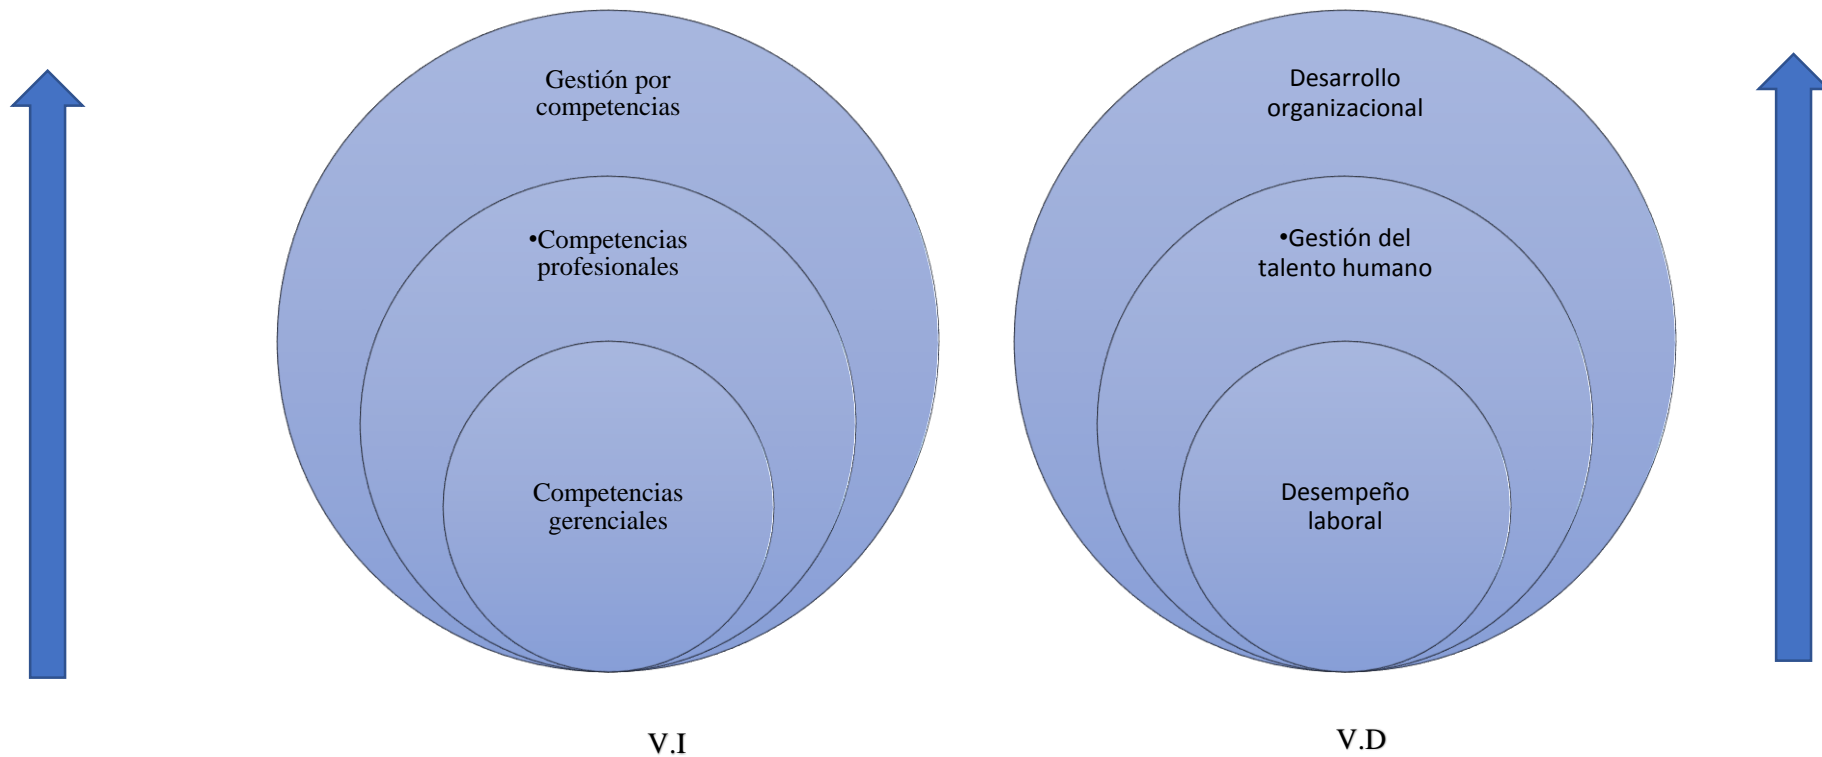 Gestión por
competencias
•Competencias
profesionales
Competencias
gerenciales
V.I
Desarrollo
organizacional
•Gestión del
talento humano
Desempeño
laboral
V.D